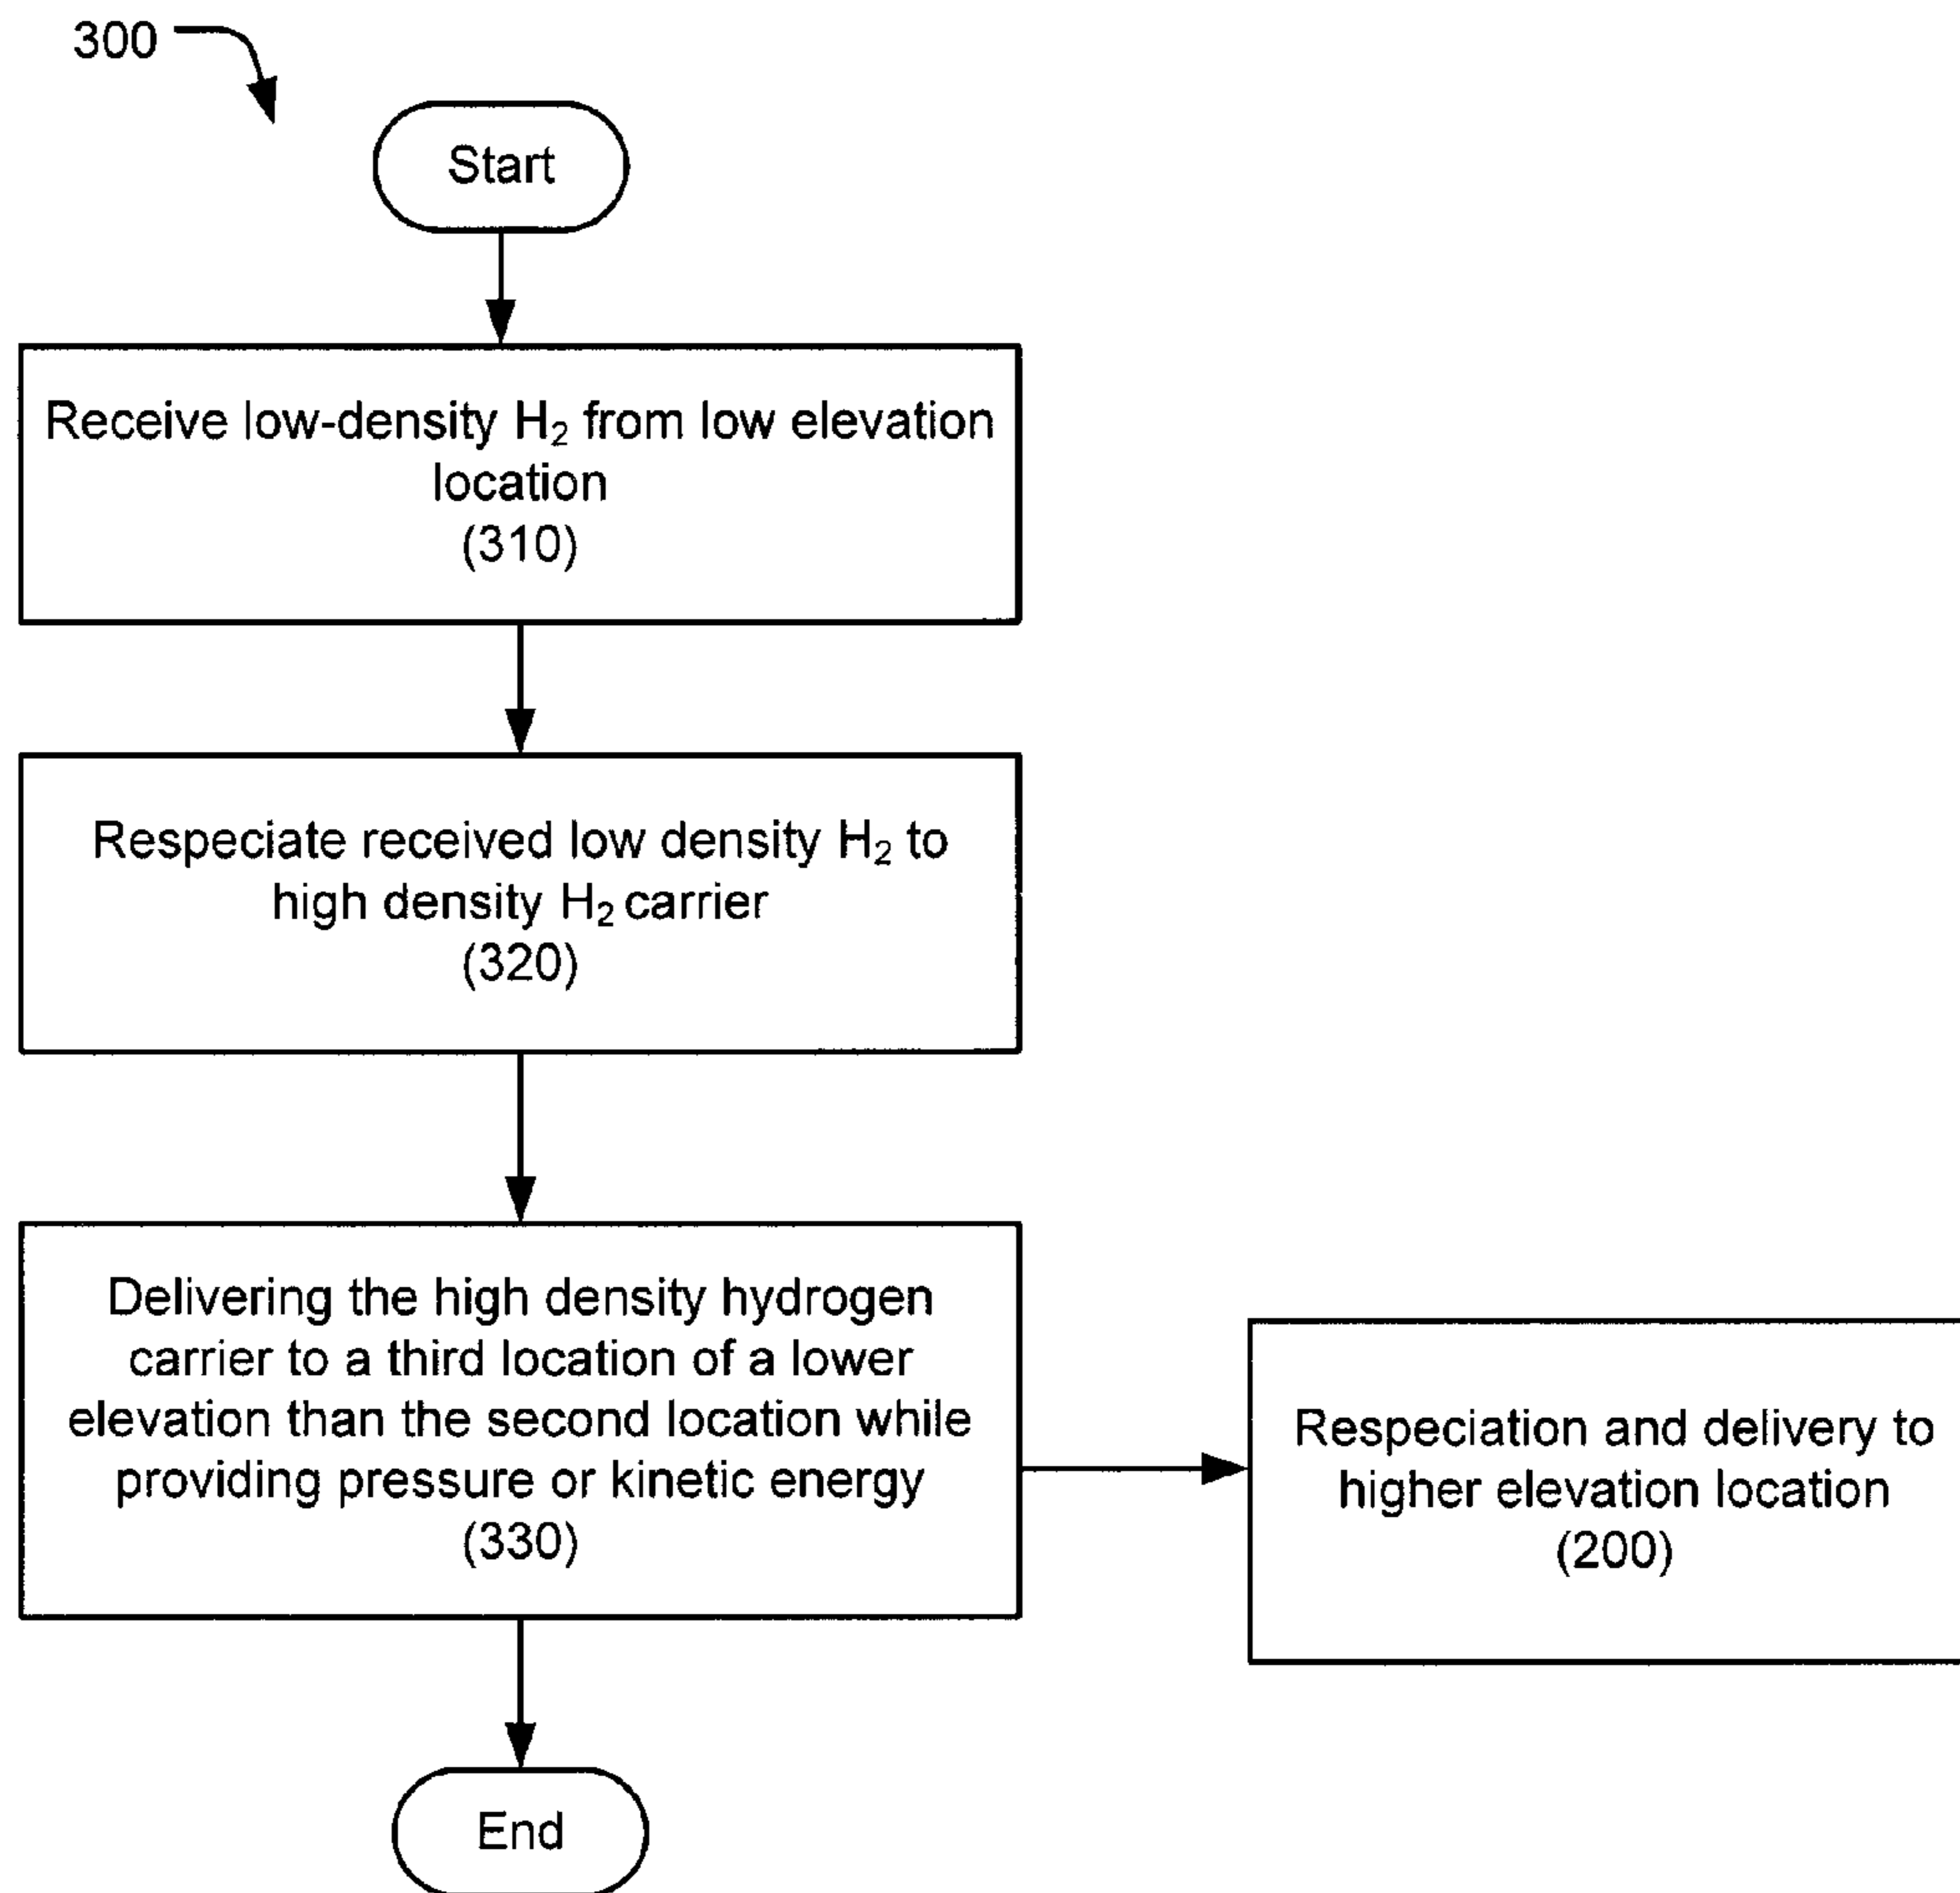 300
Start
Receive low-density H₂ from low elevation
location
(310)
Respeciate received low density H₂ to
high density H₂ carrier
(320)
Delivering the high density hydrogen
carrier to a third location of a lower
elevation than the second location while
providing pressure or kinetic energy
(330)
Respeciation and delivery to
higher elevation location
(200)
End